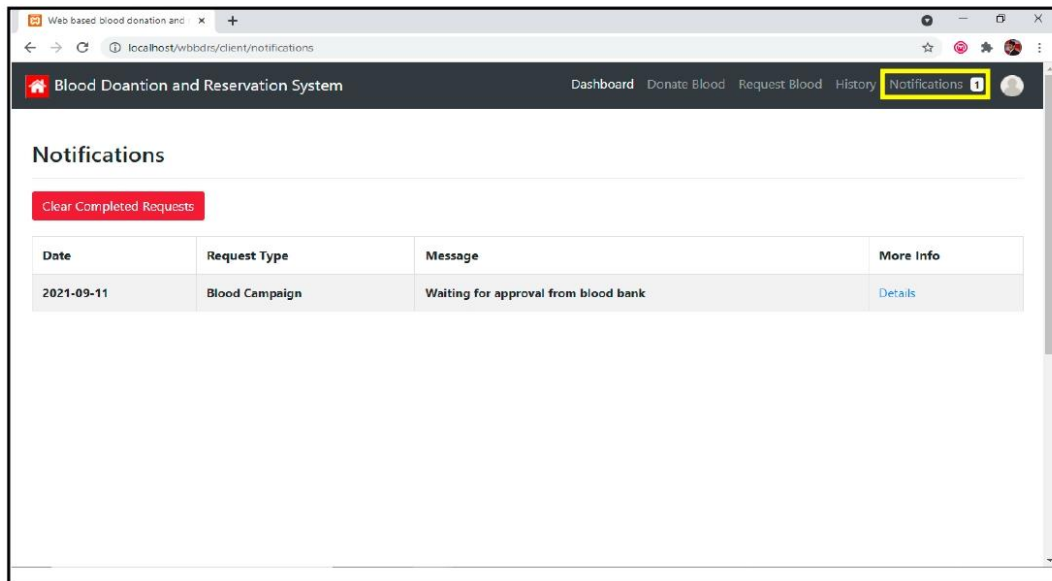 Web based blood donation and
localhost/wbbdrs/client/notifications
Blood Doantion and Reservation System Dashboard Donate Blood Request Blood History Notifications 1
Notifications
Clear Completed Requests
Date Request Type Message More Info
2021-09-11 Blood Campaign Waiting for approval from blood bank Details